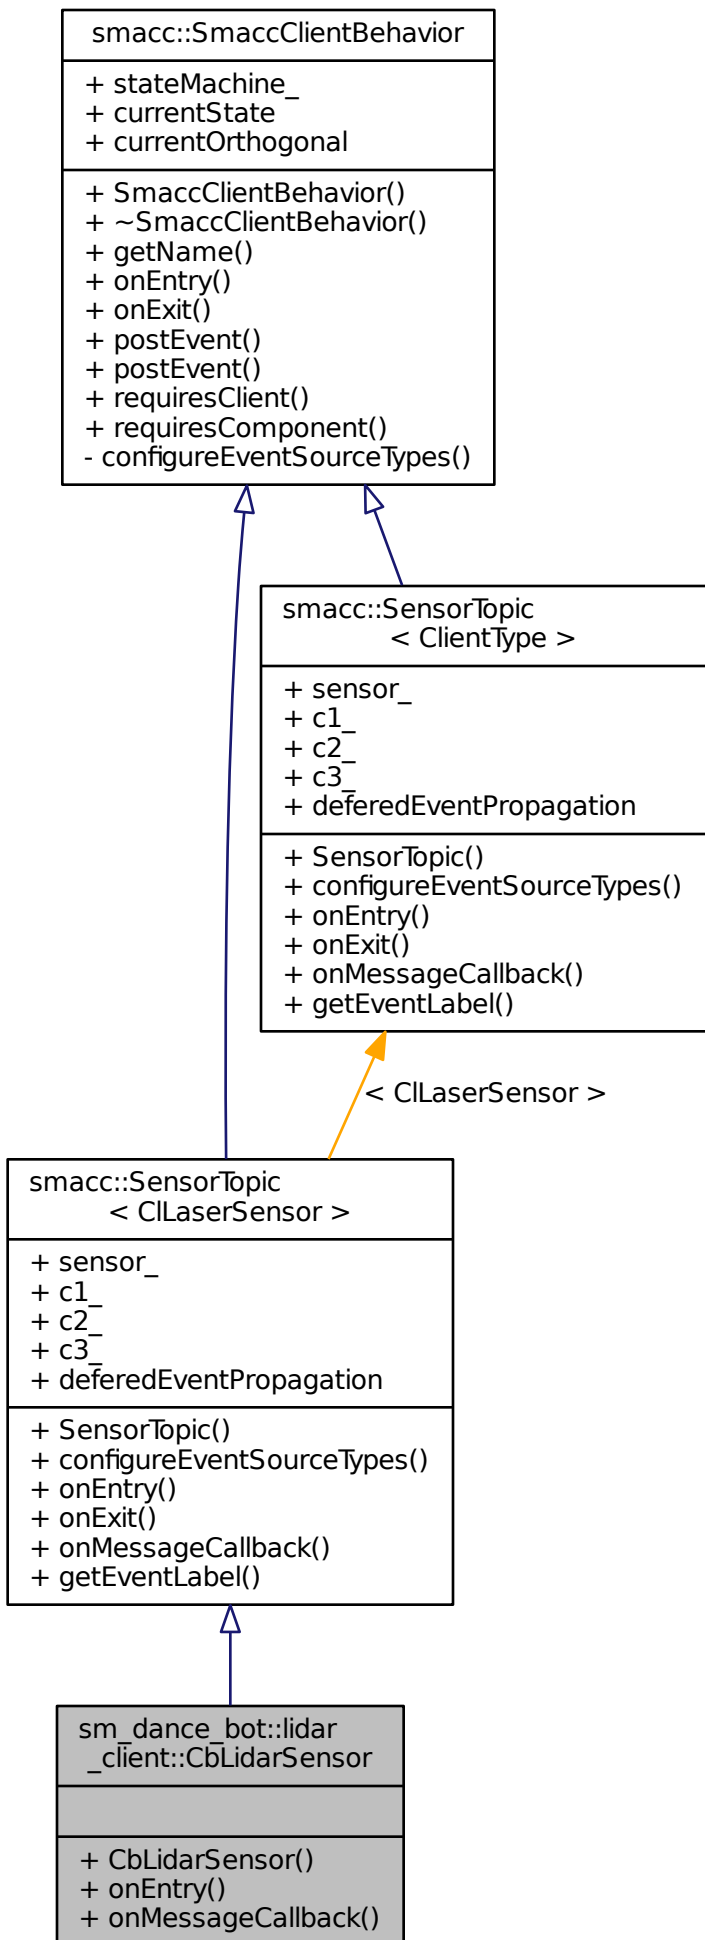 smacc::SmaccClientBehavior
+ stateMachine_
+ currentState
+ currentOrthogonal
+ SmaccClientBehavior()
+ ~SmaccClientBehavior()
+ getName()
+ onEntry()
+ onExit()
+ postEvent()
+ postEvent()
+ requiresClient()
+ requiresComponent()
- configureEventSourceTypes()
smacc::SensorTopic
< ClientType >
+ sensor_
+ c1_
+ c2_
+ c3_
+ deferedEventPropagation
+ SensorTopic()
+ configureEventSourceTypes()
+ onEntry()
+ onExit()
+ onMessageCallback()
+ getEventLabel()
< ClLaserSensor >
smacc::SensorTopic
< ClLaserSensor >
+ sensor_
+ c1_
+ c2_
+ c3_
+ deferedEventPropagation
+ SensorTopic()
+ configureEventSourceTypes()
+ onEntry()
+ onExit()
+ onMessageCallback()
+ getEventLabel()
sm_dance_bot::lidar
_client::CbLidarSensor
+ CbLidarSensor()
+ onEntry()
+ onMessageCallback()